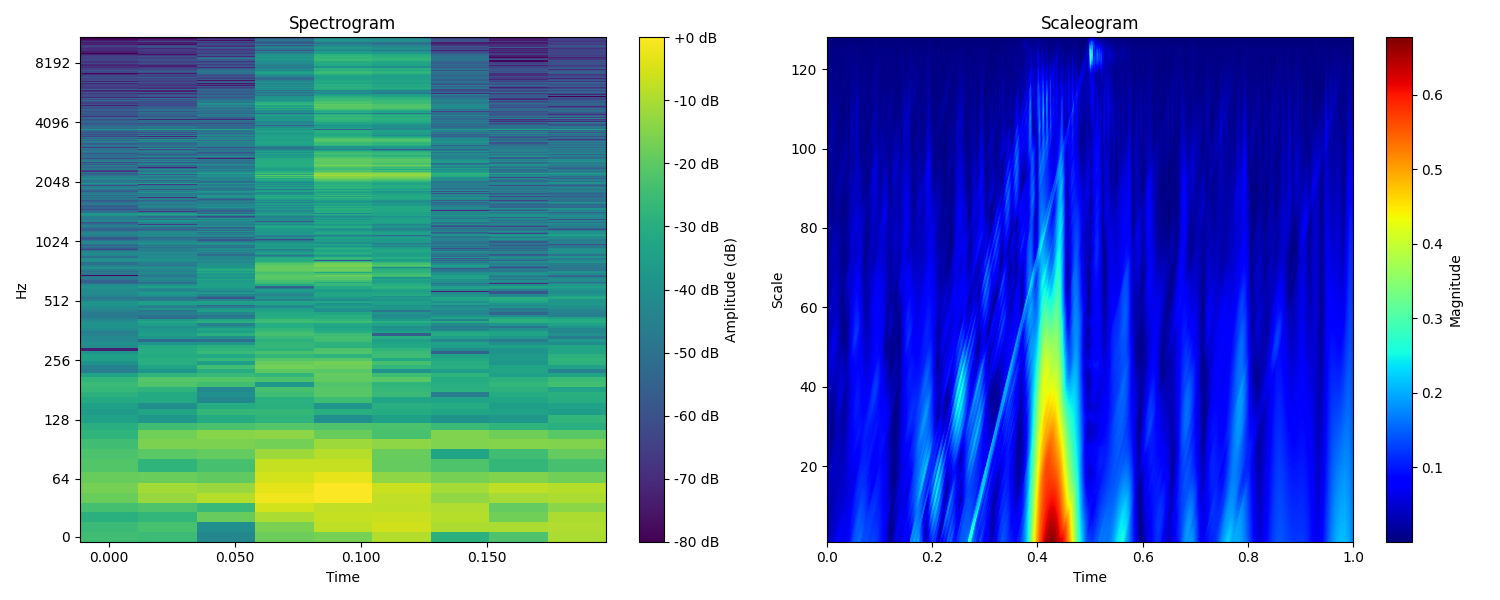 Spectrogram
Hz
8192
4096
2048
1024
512
256
128
64
0
0.000 0.050 0.100 0.150
Time
+0 dB
-10 dB
-20 dB
-30 dB
-40 dB
-50 dB
-60 dB
-70 dB
-80 dB
Amplitude (dB)
Scaleogram
Scale
120
100
80
60
40
20
0.0 0.2 0.4 0.6 0.8 1.0
Time
0.6
0.5
0.4
0.3
0.2
0.1
Magnitude